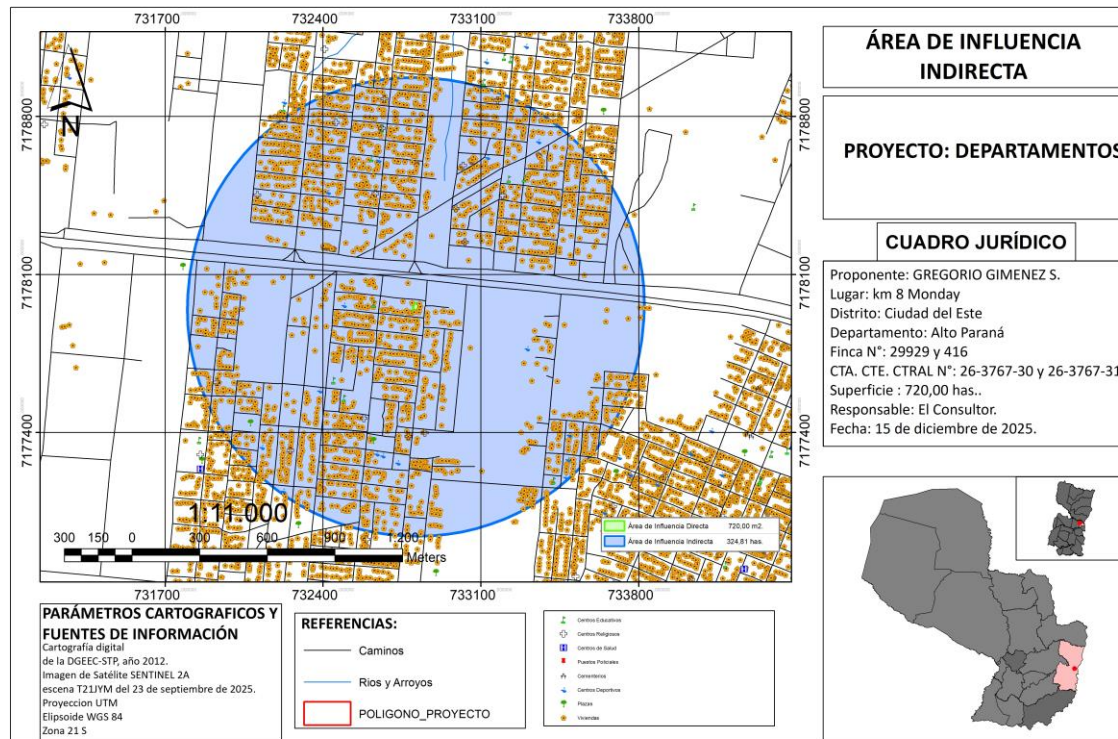 731700 732400 733100 733800
7178800
7178100
7177400
7178800
7178100
7177400
731700 732400 733100 733800
N
1:11 000
300 150 0 300 600 900 1.200
Meters
Área de Influencia Directa 720,00 m2.
Área de Influencia Indirecta 324,81 has.
ÁREA DE INFLUENCIA
INDIRECTA
PROYECTO: DEPARTAMENTOS
CUADRO JURÍDICO
Proponente: GREGORIO GIMENEZ S.
Lugar: km 8 Monday
Distrito: Ciudad del Este
Departamento: Alto Paraná
Finca N°: 29929 y 416
CTA. CTE. CTRAL N°: 26-3767-30 y 26-3767-31
Superficie : 720,00 has..
Responsable: El Consultor.
Fecha: 15 de diciembre de 2025.
PARÁMETROS CARTOGRAFICOS Y
FUENTES DE INFORMACIÓN
Cartografía digital
de la DGEEC-STP, año 2012.
Imagen de Satélite SENTINEL 2A
escena T21JYM del 23 de septiembre de 2025.
Proyeccion UTM
Elipsoide WGS 84
Zona 21 S
REFERENCIAS:
Caminos
Rios y Arroyos
POLIGONO_PROYECTO
Centros Educativos
Centros Religiosos
Centros de Salud
Puestos Policiales
Cementerios
Centros Deportivos
Plazas
Viviendas